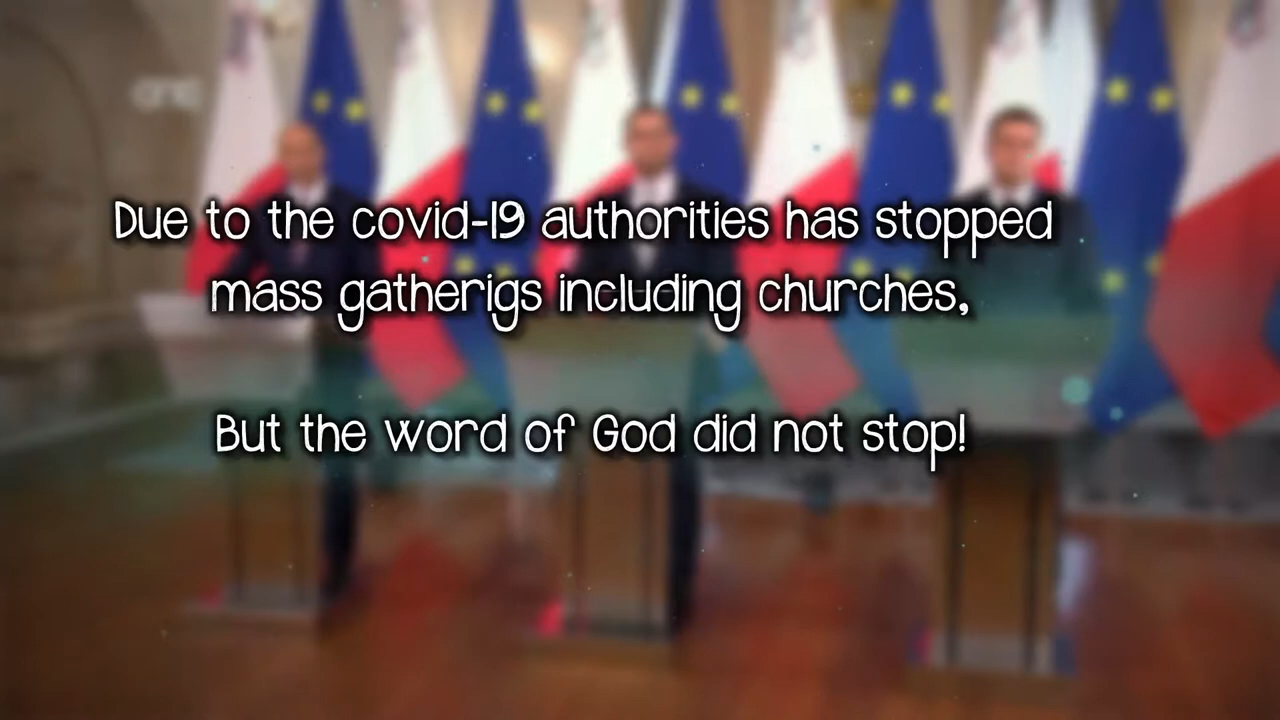 one
Due to the covid-19 authorities has stopped
mass gatherigs including churches,
But the word of God did not stop!